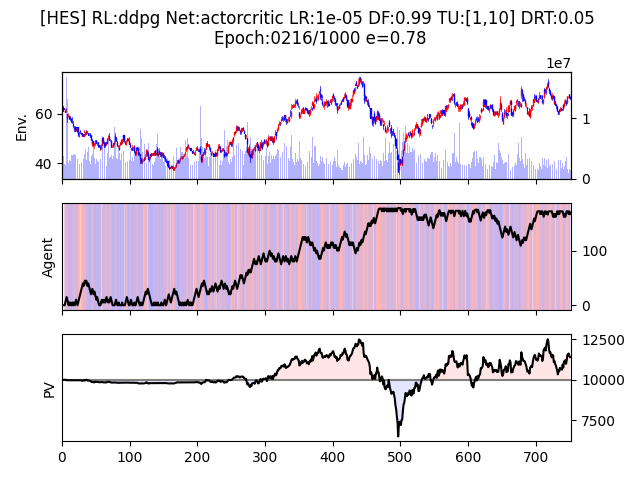 [HES] RL:ddpg Net:actorcritic LR:1e-05 DF:0.99 TU:[1,10] DRT:0.05
Epoch:0216/1000 e=0.78
1e7
Env.
60
40
1
0
Agent
100
0
PV
12500
10000
7500
0 100 200 300 400 500 600 700